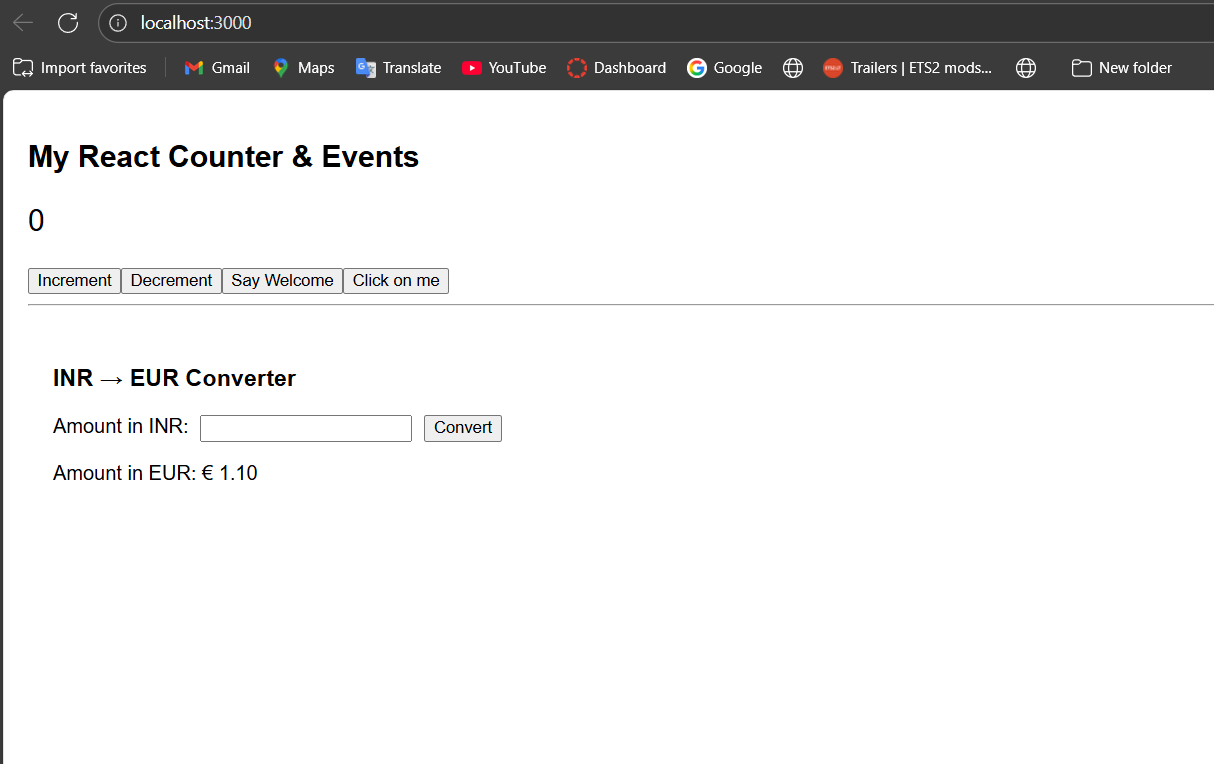 localhost:3000
Import favorites Gmail Maps Translate YouTube Dashboard Google Trailers | ETS2 mods... New folder
My React Counter & Events
0
Increment Decrement Say Welcome Click on me
INR → EUR Converter
Amount in INR: Convert
Amount in EUR: € 1.10